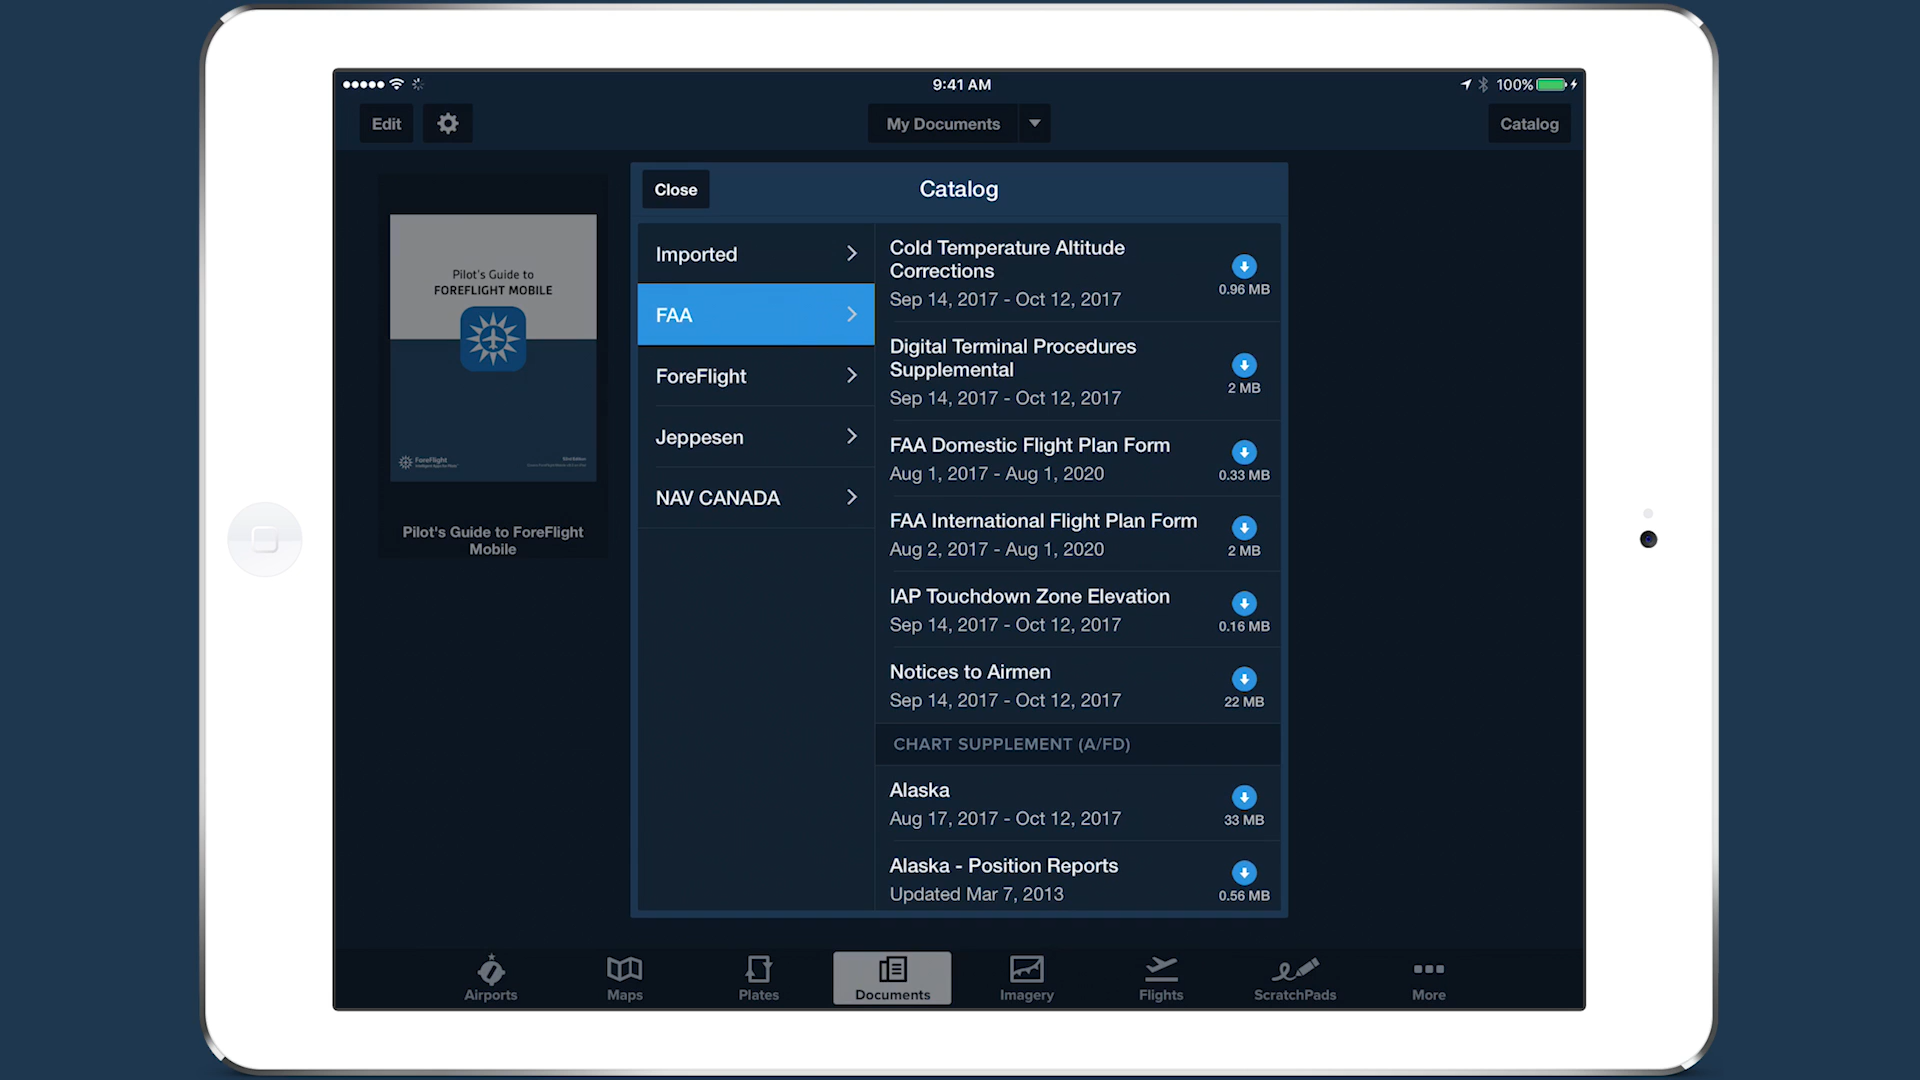 9:41 AM
100%
Edit
My Documents
Catalog
Close
Catalog
Pilot's Guide to
FOREFLIGHT MOBILE
ForeFlight
Pilot's Guide to ForeFlight
Mobile
Imported
FAA
ForeFlight
Jeppesen
NAV CANADA
Cold Temperature Altitude
Corrections
Sep 14, 2017 - Oct 12, 2017
0.96 MB
Digital Terminal Procedures
Supplemental
Sep 14, 2017 - Oct 12, 2017
2 MB
FAA Domestic Flight Plan Form
Aug 1, 2017 - Aug 1, 2020
0.33 MB
FAA International Flight Plan Form
Aug 2, 2017 - Aug 1, 2020
2 MB
IAP Touchdown Zone Elevation
Sep 14, 2017 - Oct 12, 2017
0.16 MB
Notices to Airmen
Sep 14, 2017 - Oct 12, 2017
22 MB
CHART SUPPLEMENT (A/FD)
Alaska
Aug 17, 2017 - Oct 12, 2017
33 MB
Alaska - Position Reports
Updated Mar 7, 2013
0.56 MB
Airports
Maps
Plates
Documents
Imagery
Flights
ScratchPads
More